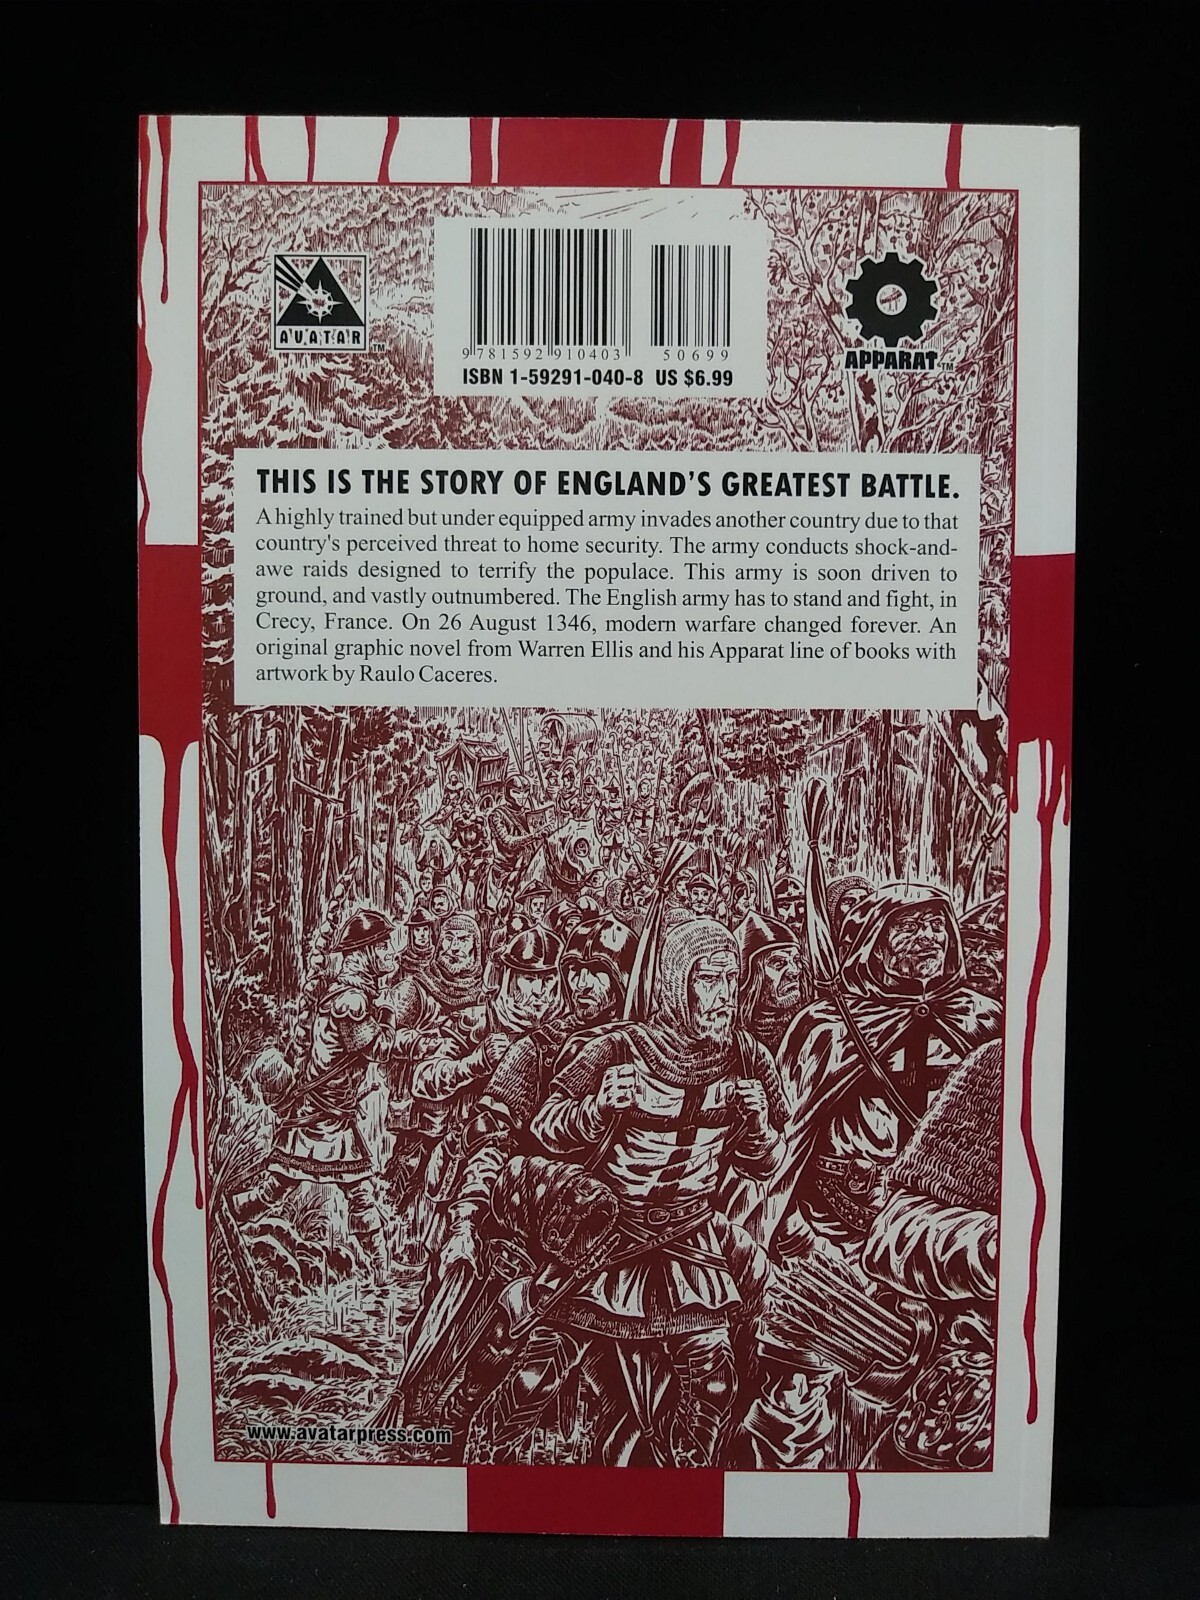 AVATAR TM
9 781592 910403 50699
ISBN 1-59291-040-8 US $6.99
APPARAT TM
THIS IS THE STORY OF ENGLAND'S GREATEST BATTLE.
A highly trained but under equipped army invades another country due to that
country's perceived threat to home security. The army conducts shock-and-
awe raids designed to terrify the populace. This army is soon driven to
ground, and vastly outnumbered. The English army has to stand and fight, in
Crecy, France. On 26 August 1346, modern warfare changed forever. An
original graphic novel from Warren Ellis and his Apparat line of books with
artwork by Raulo Caceres.
www.avatarpress.com